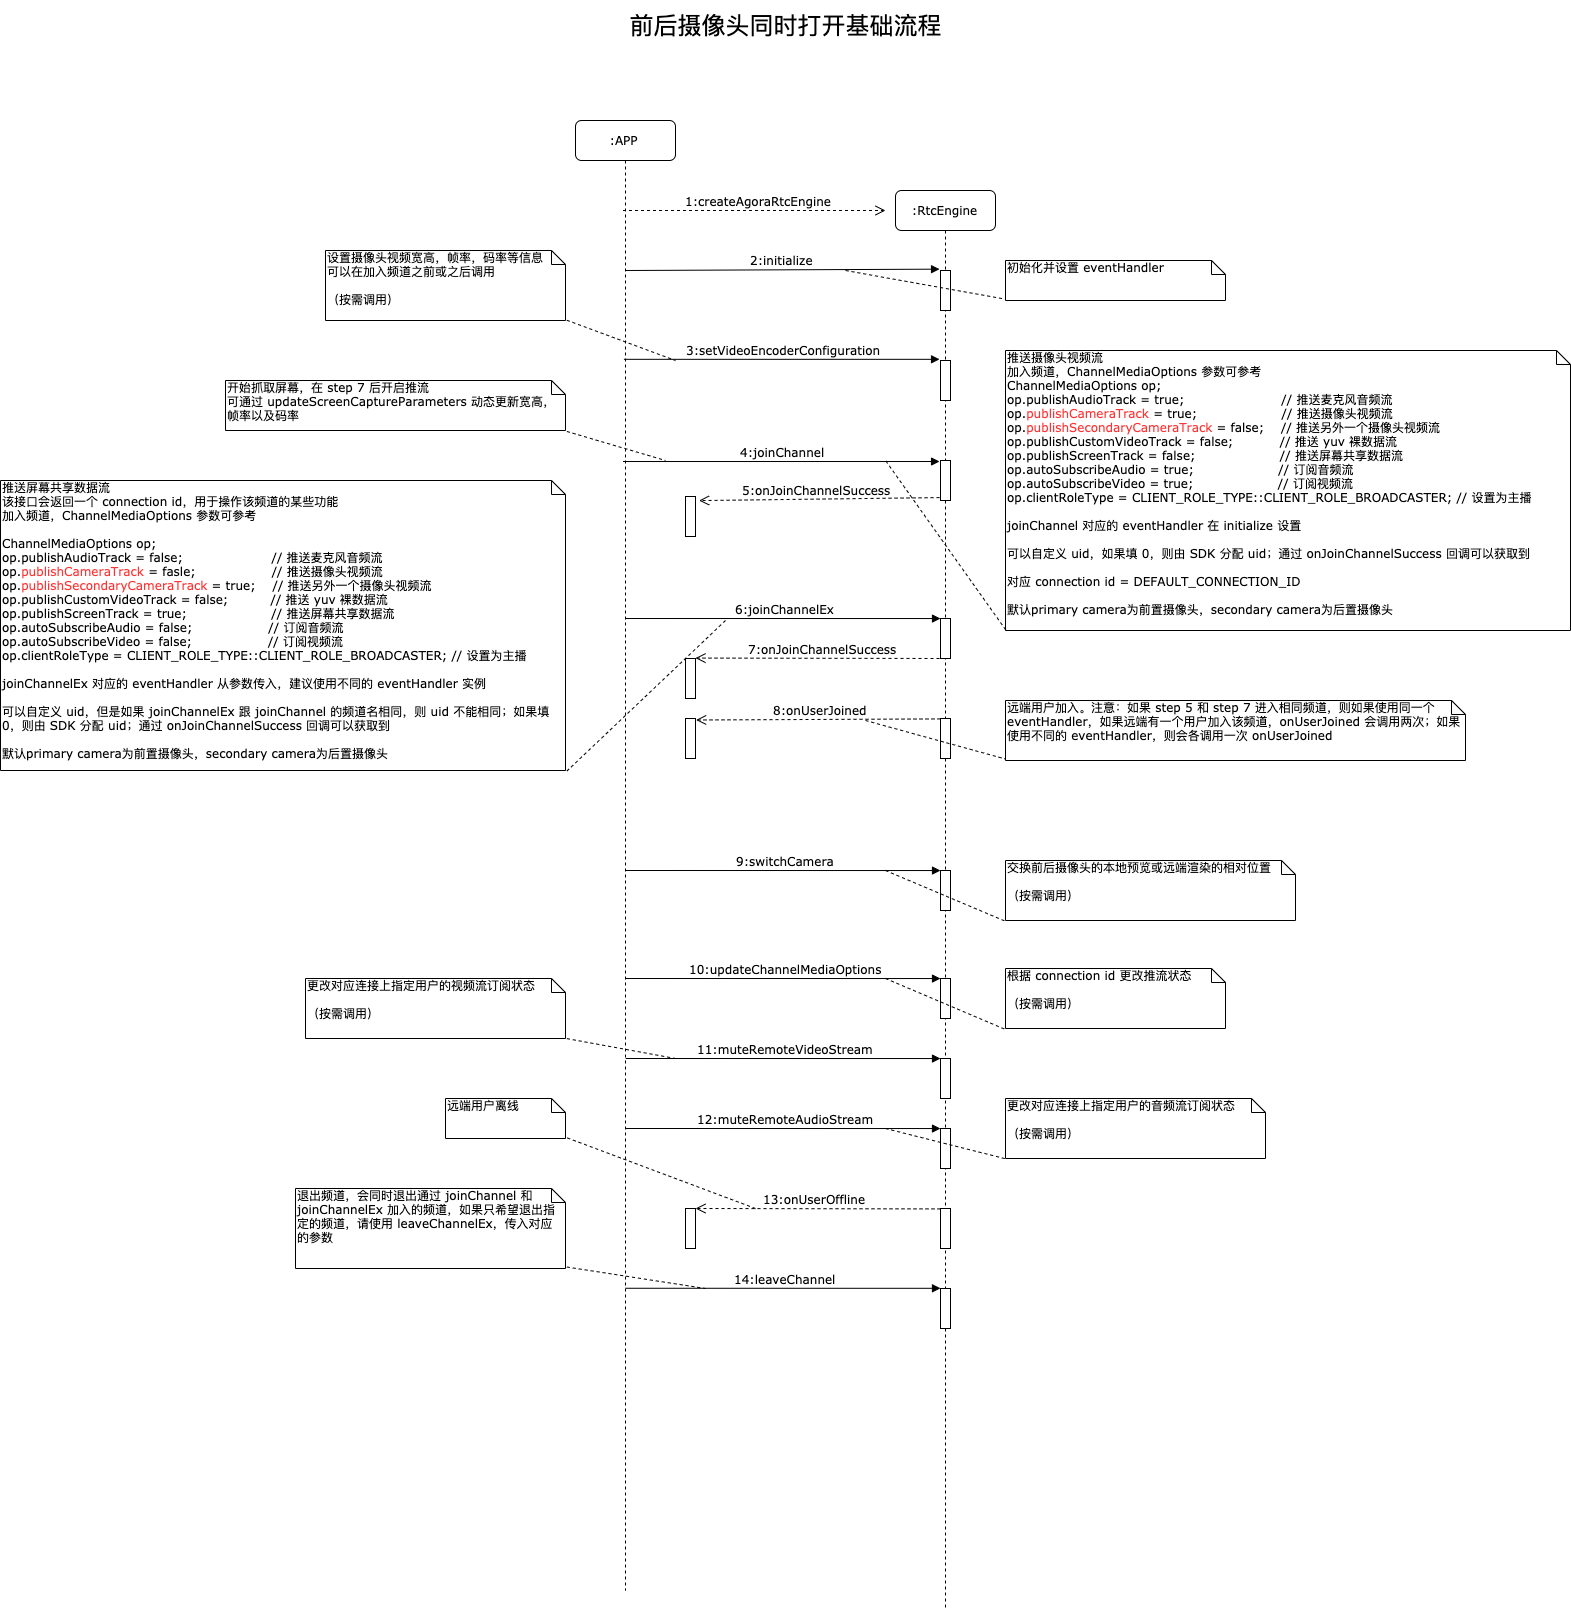 前后摄像头同时打开基础流程
:APP
1:createAgoraRtcEngine
:RtcEngine
设置摄像头视频宽高，帧率，码率等信息
可以在加入频道之前或之后调用
（按需调用）
2:initialize
初始化并设置 eventHandler
3:setVideoEncoderConfiguration
开始抓取屏幕，在 step 7 后开启推流
可通过 updateScreenCaptureParameters 动态更新宽高，
帧率以及码率
推送摄像头视频流
加入频道，ChannelMediaOptions 参数可参考
ChannelMediaOptions op;
op.publishAudioTrack = true; // 推送麦克风音频流
op.publishCameraTrack = true; // 推送摄像头视频流
op.publishSecondaryCameraTrack = false; // 推送另外一个摄像头视频流
op.publishCustomVideoTrack = false; // 推送 yuv 裸数据流
op.publishScreenTrack = false; // 推送屏幕共享数据流
op.autoSubscribeAudio = true; // 订阅音频流
op.autoSubscribeVideo = true; // 订阅视频流
op.clientRoleType = CLIENT_ROLE_TYPE::CLIENT_ROLE_BROADCASTER; // 设置为主播
joinChannel 对应的 eventHandler 在 initialize 设置
可以自定义 uid，如果填 0，则由 SDK 分配 uid；通过 onJoinChannelSuccess 回调可以获取到
对应 connection id = DEFAULT_CONNECTION_ID
默认primary camera为前置摄像头，secondary camera为后置摄像头
4:joinChannel
5:onJoinChannelSuccess
推送屏幕共享数据流
该接口会返回一个 connection id，用于操作该频道的某些功能
加入频道，ChannelMediaOptions 参数可参考
ChannelMediaOptions op;
op.publishAudioTrack = false; // 推送麦克风音频流
op.publishCameraTrack = fasle; // 推送摄像头视频流
op.publishSecondaryCameraTrack = true; // 推送另外一个摄像头视频流
op.publishCustomVideoTrack = false; // 推送 yuv 裸数据流
op.publishScreenTrack = true; // 推送屏幕共享数据流
op.autoSubscribeAudio = false; // 订阅音频流
op.autoSubscribeVideo = false; // 订阅视频流
op.clientRoleType = CLIENT_ROLE_TYPE::CLIENT_ROLE_BROADCASTER; // 设置为主播
joinChannelEx 对应的 eventHandler 从参数传入，建议使用不同的 eventHandler 实例
可以自定义 uid，但是如果 joinChannelEx 跟 joinChannel 的频道名相同，则 uid 不能相同；如果填
0，则由 SDK 分配 uid；通过 onJoinChannelSuccess 回调可以获取到
默认primary camera为前置摄像头，secondary camera为后置摄像头
6:joinChannelEx
7:onJoinChannelSuccess
8:onUserJoined
远端用户加入。注意：如果 step 5 和 step 7 进入相同频道，则如果使用同一个
eventHandler，如果远端有一个用户加入该频道，onUserJoined 会调用两次；如果
使用不同的 eventHandler，则会各调用一次 onUserJoined
9:switchCamera
交换前后摄像头的本地预览或远端渲染的相对位置
（按需调用）
10:updateChannelMediaOptions
根据 connection id 更改推流状态
（按需调用）
更改对应连接上指定用户的视频流订阅状态
（按需调用）
11:muteRemoteVideoStream
远端用户离线
12:muteRemoteAudioStream
更改对应连接上指定用户的音频流订阅状态
（按需调用）
13:onUserOffline
退出频道，会同时退出通过 joinChannel 和
joinChannelEx 加入的频道，如果只希望退出指
定的频道，请使用 leaveChannelEx，传入对应
的参数
14:leaveChannel